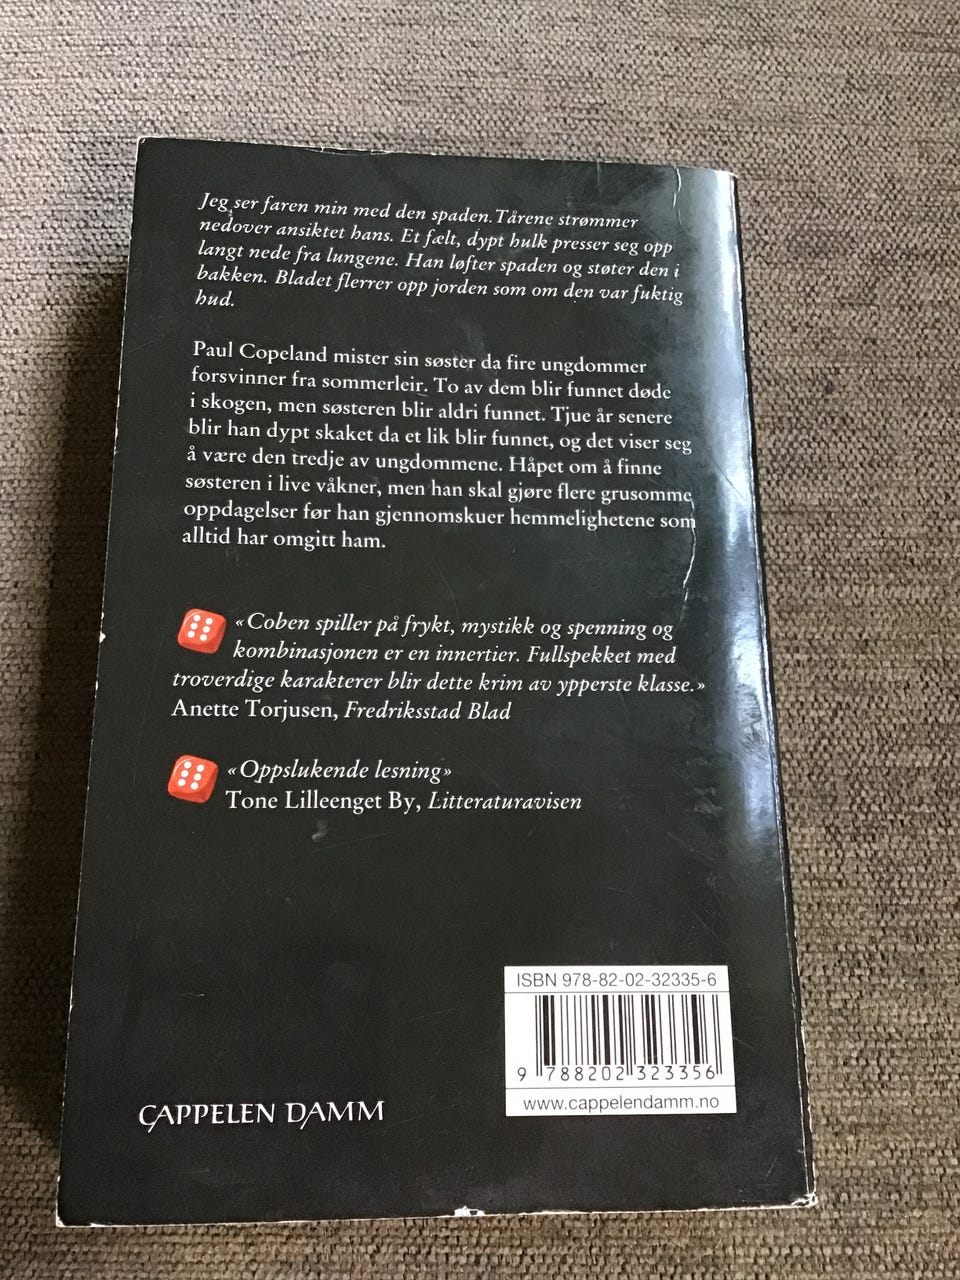 Jeg ser faren min med den spaden. Tårene strømmer
nedover ansiktet hans. Et fælt, dypt hulk presser seg opp
langt nede fra lungene. Han løfter spaden og støter den i
bakken. Bladet flerrer opp jorden som om den var fuktig
hud.
Paul Copeland mister sin søster da fire ungdommer
forsvinner fra sommerleir. To av dem blir funnet døde
i skogen, men søsteren blir aldri funnet. Tjue år senere
blir han dypt skaket da et lik blir funnet, og det viser seg
å være den tredje av ungdommene. Håpet om å finne
søsteren i live våkner, men han skal gjøre flere grusomme
oppdagelser før han gjennomskuer hemmelighetene som
alltid har omgitt ham.
«Coben spiller på frykt, mystikk og spenning og
kombinasjonen er en innertier. Fullspekket med
troverdige karakterer blir dette krim av ypperste klasse.»
Anette Torjusen, Fredriksstad Blad
«Oppslukende lesning»
Tone Lilleenget By, Litteraturavisen
ISBN 978-82-02-32335-6
9 788202 323356
www.cappelendamm.no
CAPPELEN DAMM